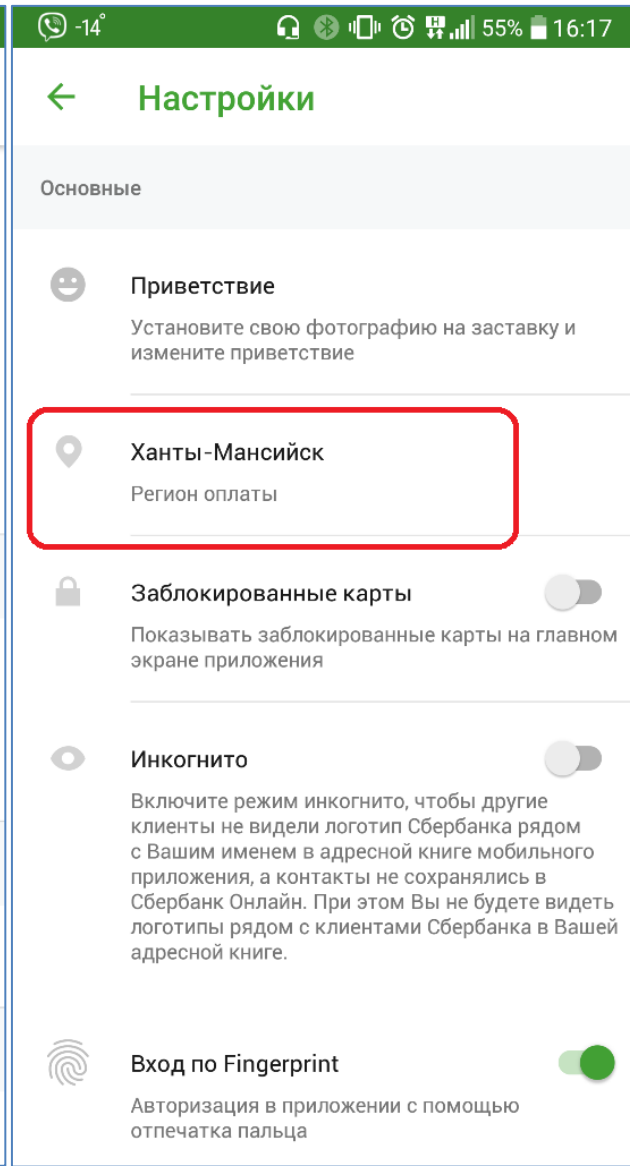 -14° 55% 16:17
Настройки
Основные
Приветствие
Установите свою фотографию на заставку и
измените приветствие
Ханты-Мансийск
Регион оплаты
Заблокированные карты
Показывать заблокированные карты на главном
экране приложения
Инкогнито
Включите режим инкогнито, чтобы другие
клиенты не видели логотип Сбербанка рядом
с Вашим именем в адресной книге мобильного
приложения, а контакты не сохранялись в
Сбербанк Онлайн. При этом Вы не будете видеть
логотипы рядом с клиентами Сбербанка в Вашей
адресной книге.
Вход по Fingerprint
Авторизация в приложении с помощью
отпечатка пальца